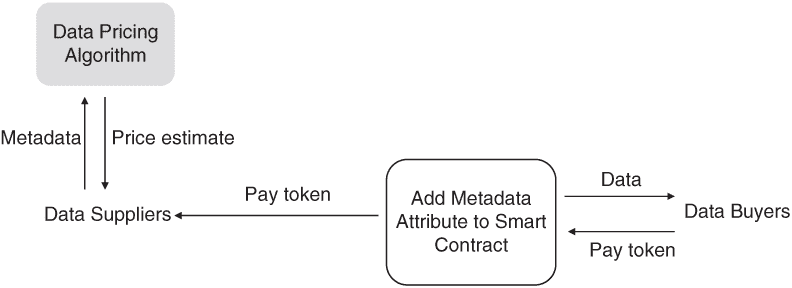 Data Pricing
Algorithm
Metadata
Price estimate
Data Suppliers
Pay token
Add Metadata
Attribute to Smart
Contract
Data
Data Buyers
Pay token